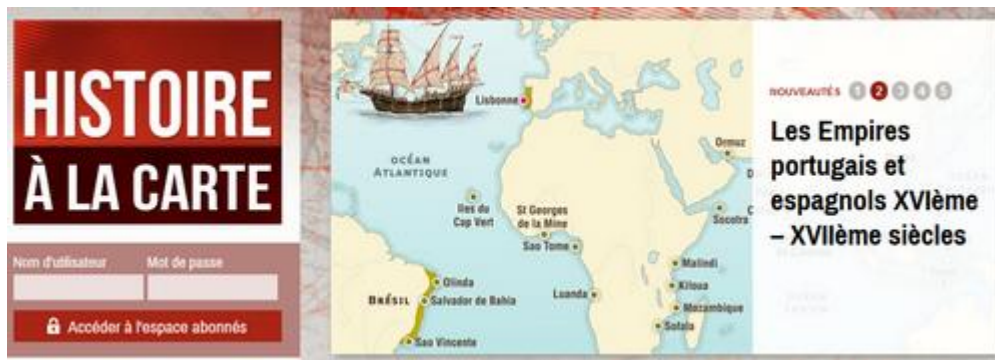 HISTOIRE
À LA CARTE
Nom d'utilisateur
Mot de passe
Accéder à l'espace abonnés
Lisbonne
OCÉAN
ATLANTIQUE
Iles du
Cap Vert
St Georges
de la Mine
Sao Tome
Ormuz
Socotra
Malindi
Kiloua
Mozambique
Sofala
Luanda
BRÉSIL
Olinda
Salvador de Bahia
Sao Vincente
NOUVEAUTÉS 1 2 3 4 5
Les Empires
portugais et
espagnols XVIème
– XVIIème siècles